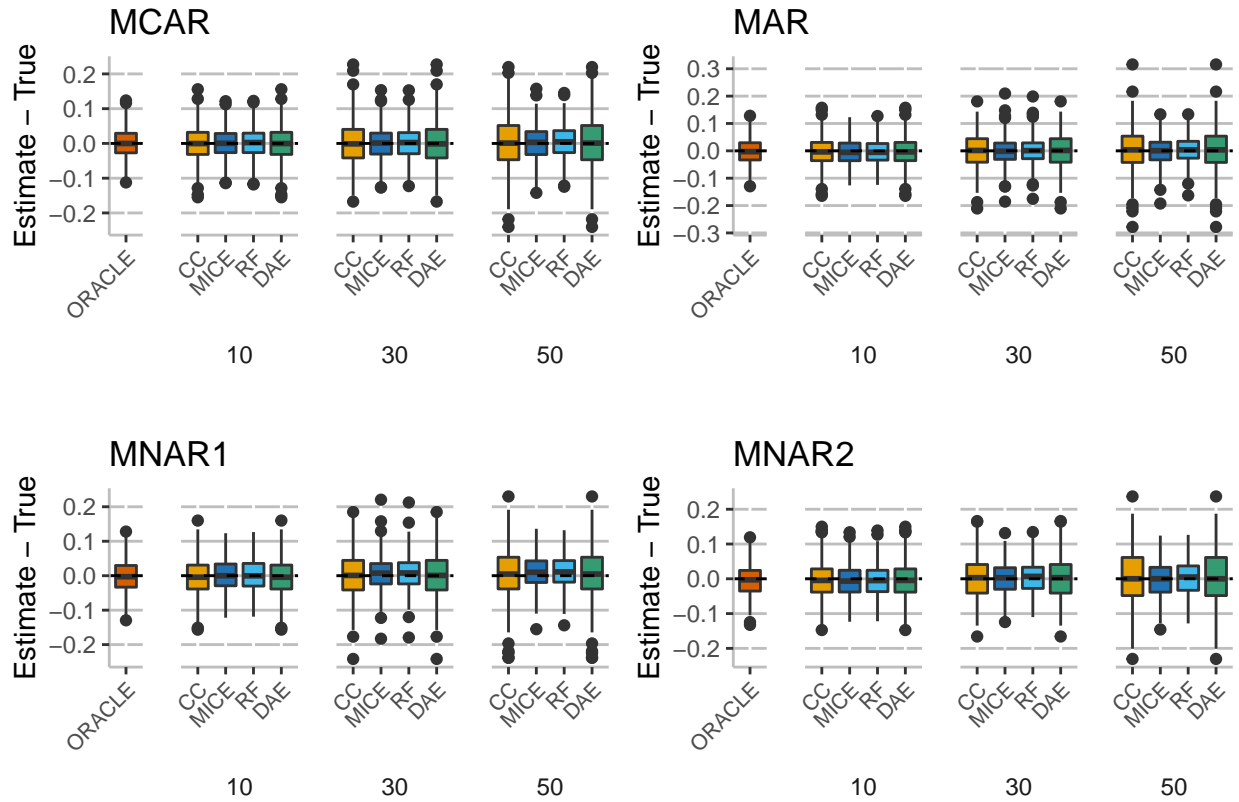 MCAR
Estimate – True
0.2
0.1
0.0
−0.1
−0.2
ORACLE
CC
MICE
RF
DAE
CC
MICE
RF
DAE
CC
MICE
RF
DAE
10
30
50
MAR
Estimate – True
0.3
0.2
0.1
0.0
−0.1
−0.2
−0.3
ORACLE
CC
MICE
RF
DAE
CC
MICE
RF
DAE
CC
MICE
RF
DAE
10
30
50
MNAR1
Estimate – True
0.2
0.1
0.0
−0.1
−0.2
ORACLE
CC
MICE
RF
DAE
CC
MICE
RF
DAE
CC
MICE
RF
DAE
10
30
50
MNAR2
Estimate – True
0.2
0.1
0.0
−0.1
−0.2
ORACLE
CC
MICE
RF
DAE
CC
MICE
RF
DAE
CC
MICE
RF
DAE
10
30
50